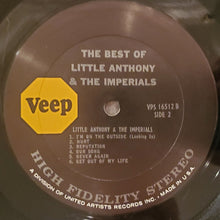 THE BEST OF
LITTLE ANTHONY
& THE IMPERIALS
Veep
VPS 16512 B
SIDE 2
LITTLE ANTHONY & THE IMPERIALS
1. I'M ON THE OUTSIDE (Looking In)
2. HURT
3. REPUTATION
4. OUR SONG
5. NEVER AGAIN
6. GET OUT OF MY LIFE
HIGH FIDELITY STEREO
A DIVISION OF UNITED ARTISTS RECORDS INC. • MADE IN U.S.A.